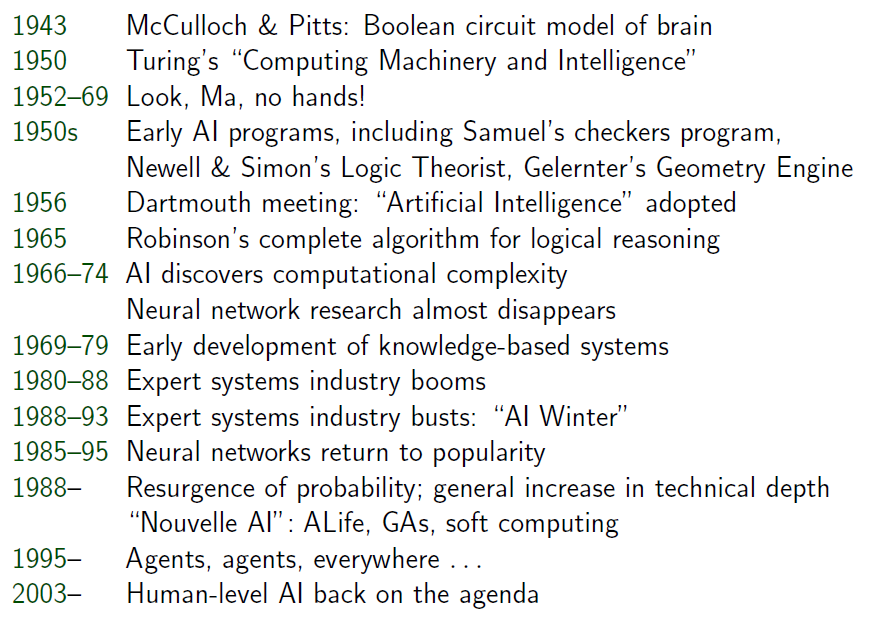 1943 McCulloch & Pitts: Boolean circuit model of brain
1950 Turing's “Computing Machinery and Intelligence”
1952–69 Look, Ma, no hands!
1950s Early AI programs, including Samuel's checkers program,
Newell & Simon's Logic Theorist, Gelernter's Geometry Engine
1956 Dartmouth meeting: “Artificial Intelligence” adopted
1965 Robinson's complete algorithm for logical reasoning
1966–74 AI discovers computational complexity
Neural network research almost disappears
1969–79 Early development of knowledge-based systems
1980–88 Expert systems industry booms
1988–93 Expert systems industry busts: “AI Winter”
1985–95 Neural networks return to popularity
1988– Resurgence of probability; general increase in technical depth
“Nouvelle AI”: ALife, GAs, soft computing
1995– Agents, agents, everywhere . . .
2003– Human-level AI back on the agenda